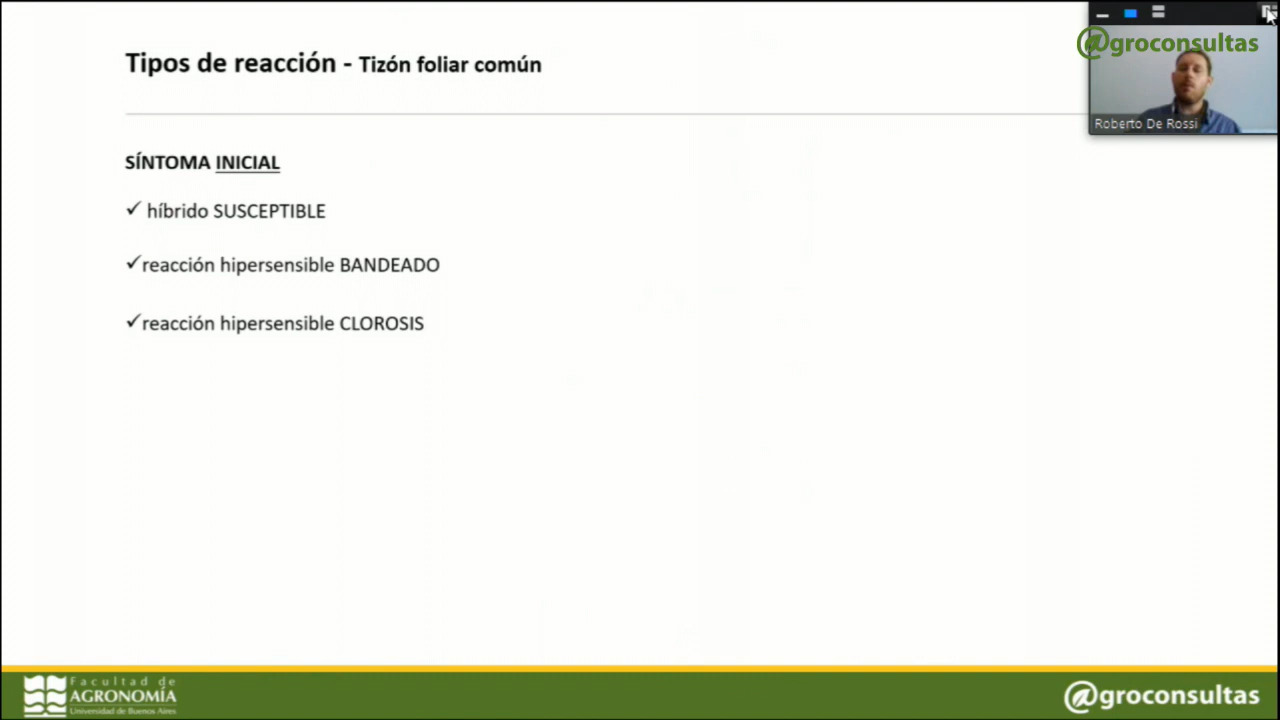 @groconsultas
Tipos de reacción - Tizón foliar común
Roberto De Rossi
SÍNTOMA INICIAL
✓ híbrido SUSCEPTIBLE
✓reacción hipersensible BANDEADO
✓reacción hipersensible CLOROSIS
Facultad de
AGRONOMÍA
Universidad de Buenos Aires
@groconsultas